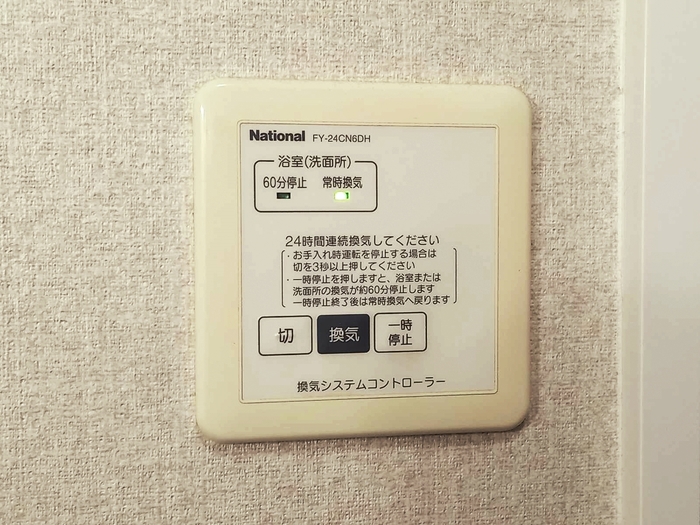 National FY-24CN6DH
浴室(洗面所)
60分停止 常時換気
24時間連続換気してください
・お手入れ時運転を停止する場合は
切を3秒以上押してください
・一時停止を押しますと、浴室または
洗面所の換気が約60分停止します
一時停止終了後は常時換気へ戻ります
切 換気 一時
停止
換気システムコントローラー